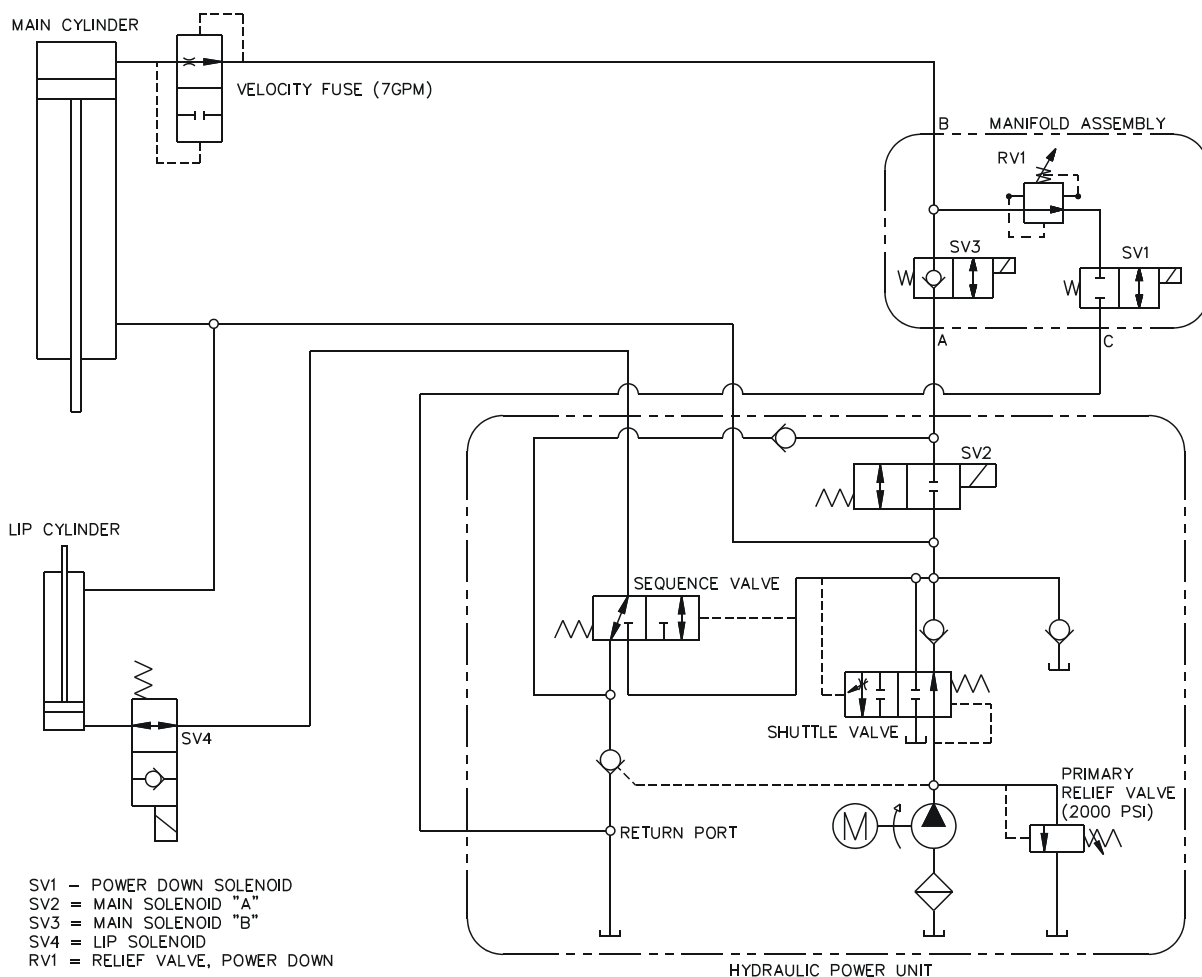 MAIN CYLINDER
VELOCITY FUSE (7GPM)
B
MANIFOLD ASSEMBLY
RV1
SV3
SV1
A
C
SV2
LIP CYLINDER
SEQUENCE VALVE
SV4
SHUTTLE VALVE
PRIMARY
RELIEF VALVE
(2000 PSI)
M
RETURN PORT
SV1 - POWER DOWN SOLENOID
SV2 = MAIN SOLENOID "A"
SV3 = MAIN SOLENOID "B"
SV4 = LIP SOLENOID
RV1 = RELIEF VALVE, POWER DOWN
HYDRAULIC POWER UNIT